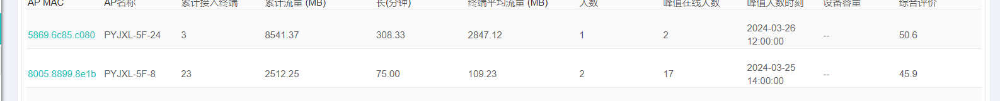 AP MAC AP名称 累计接入终端 累计流量 (MB) 长(分钟) 终端平均流量 (MB) 人数 峰值在线人数 峰值人数时刻 设备容量 综合评价
5869.6c85.c080 PYJXL-5F-24 3 8541.37 308.33 2847.12 1 2 2024-03-26 12:00:00 -- 50.6
8005.8899.8e1b PYJXL-5F-8 23 2512.25 75.00 109.23 2 17 2024-03-25 14:00:00 -- 45.9